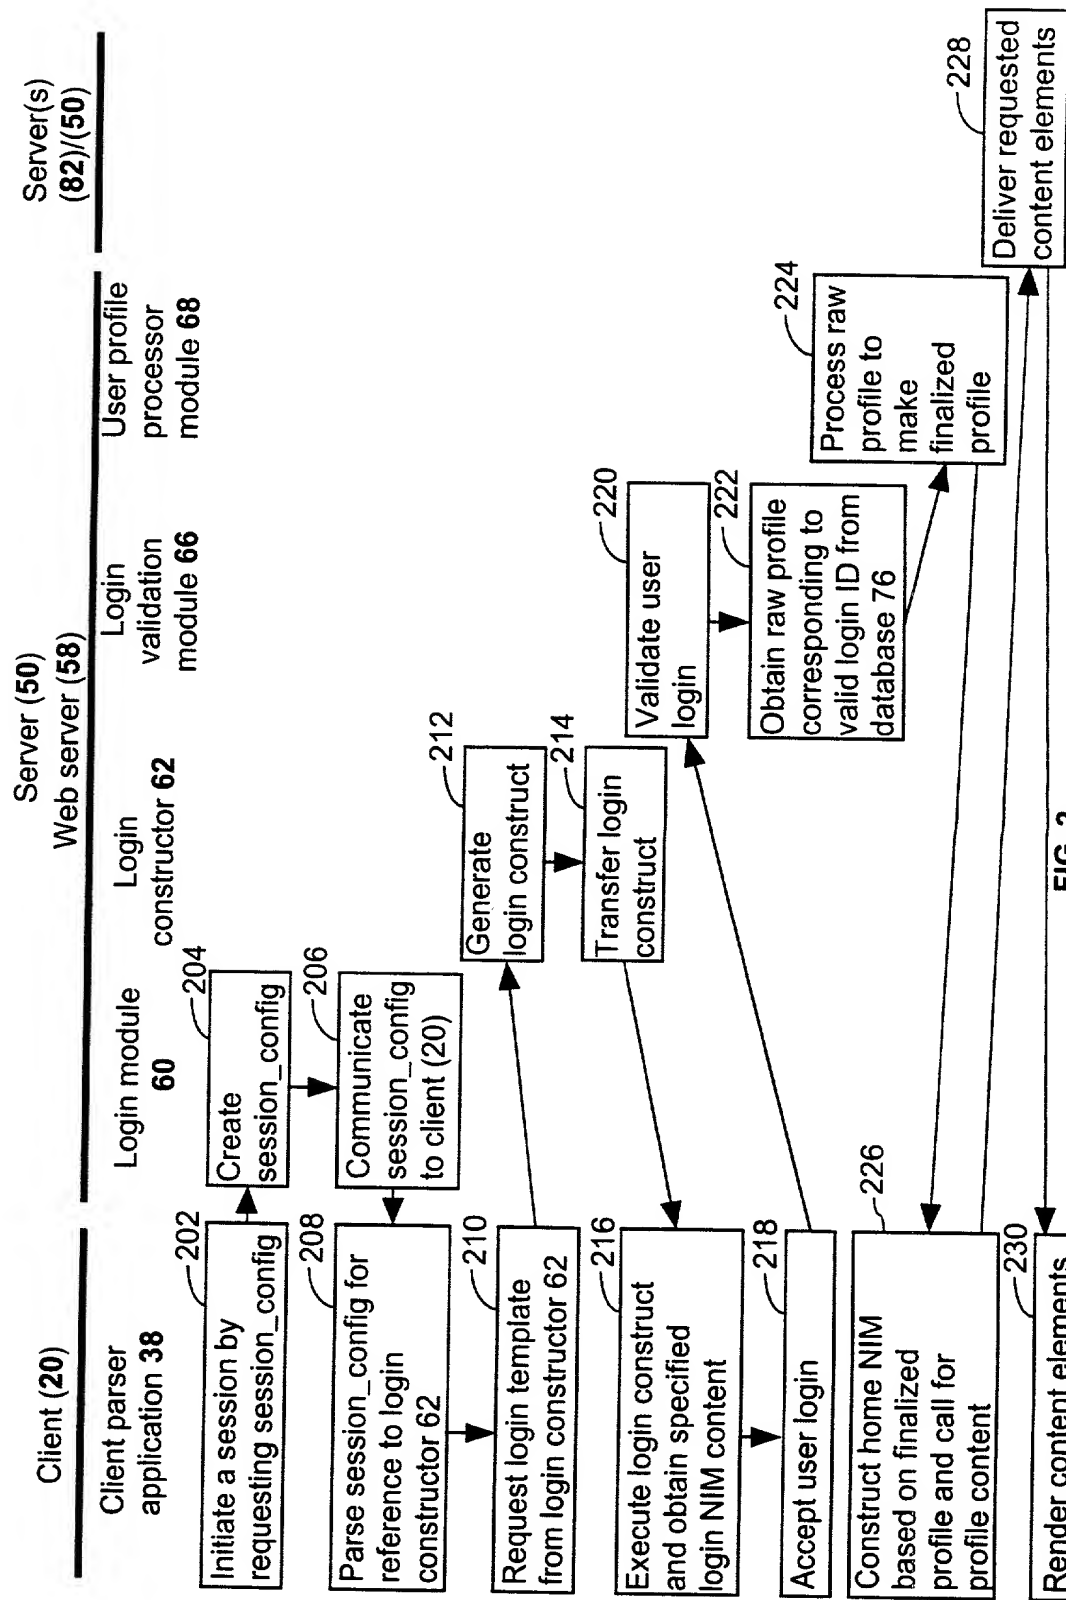 Client (20)
Server (50)
Web server (58)
Server(s)
(82)/(50)
Client parser
application 38
Login module
60
Login
constructor 62
Login
validation
module 66
User profile
processor
module 68
202
Initiate a session by
requesting session_config
204
Create
session_config
206
Communicate
session_config
to client (20)
208
Parse session_config for
reference to login
constructor 62
210
Request login template
from login constructor 62
212
Generate
login construct
214
Transfer login
construct
216
Execute login construct
and obtain specified
login NIM content
218
Accept user login
220
Validate user
login
222
Obtain raw profile
corresponding to
valid login ID from
database 76
224
Process raw
profile to
make
finalized
profile
226
Construct home NIM
based on finalized
profile and call for
profile content
228
Deliver requested
content elements
230
Render content elements